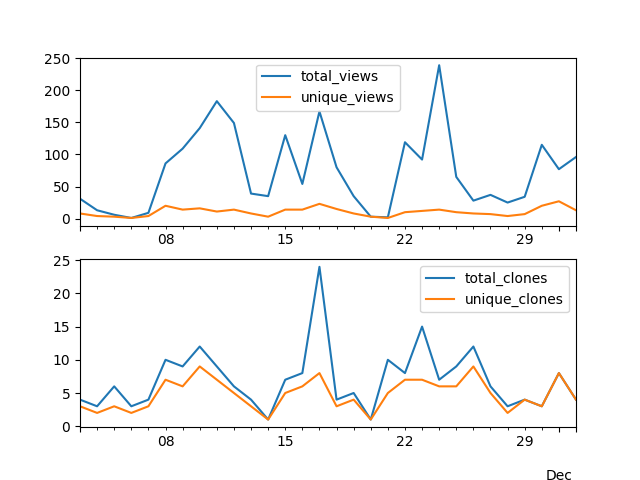 250
200
150
100
50
0
total_views
unique_views
08 15 22 29
25
20
15
10
5
0
total_clones
unique_clones
08 15 22 29
Dec